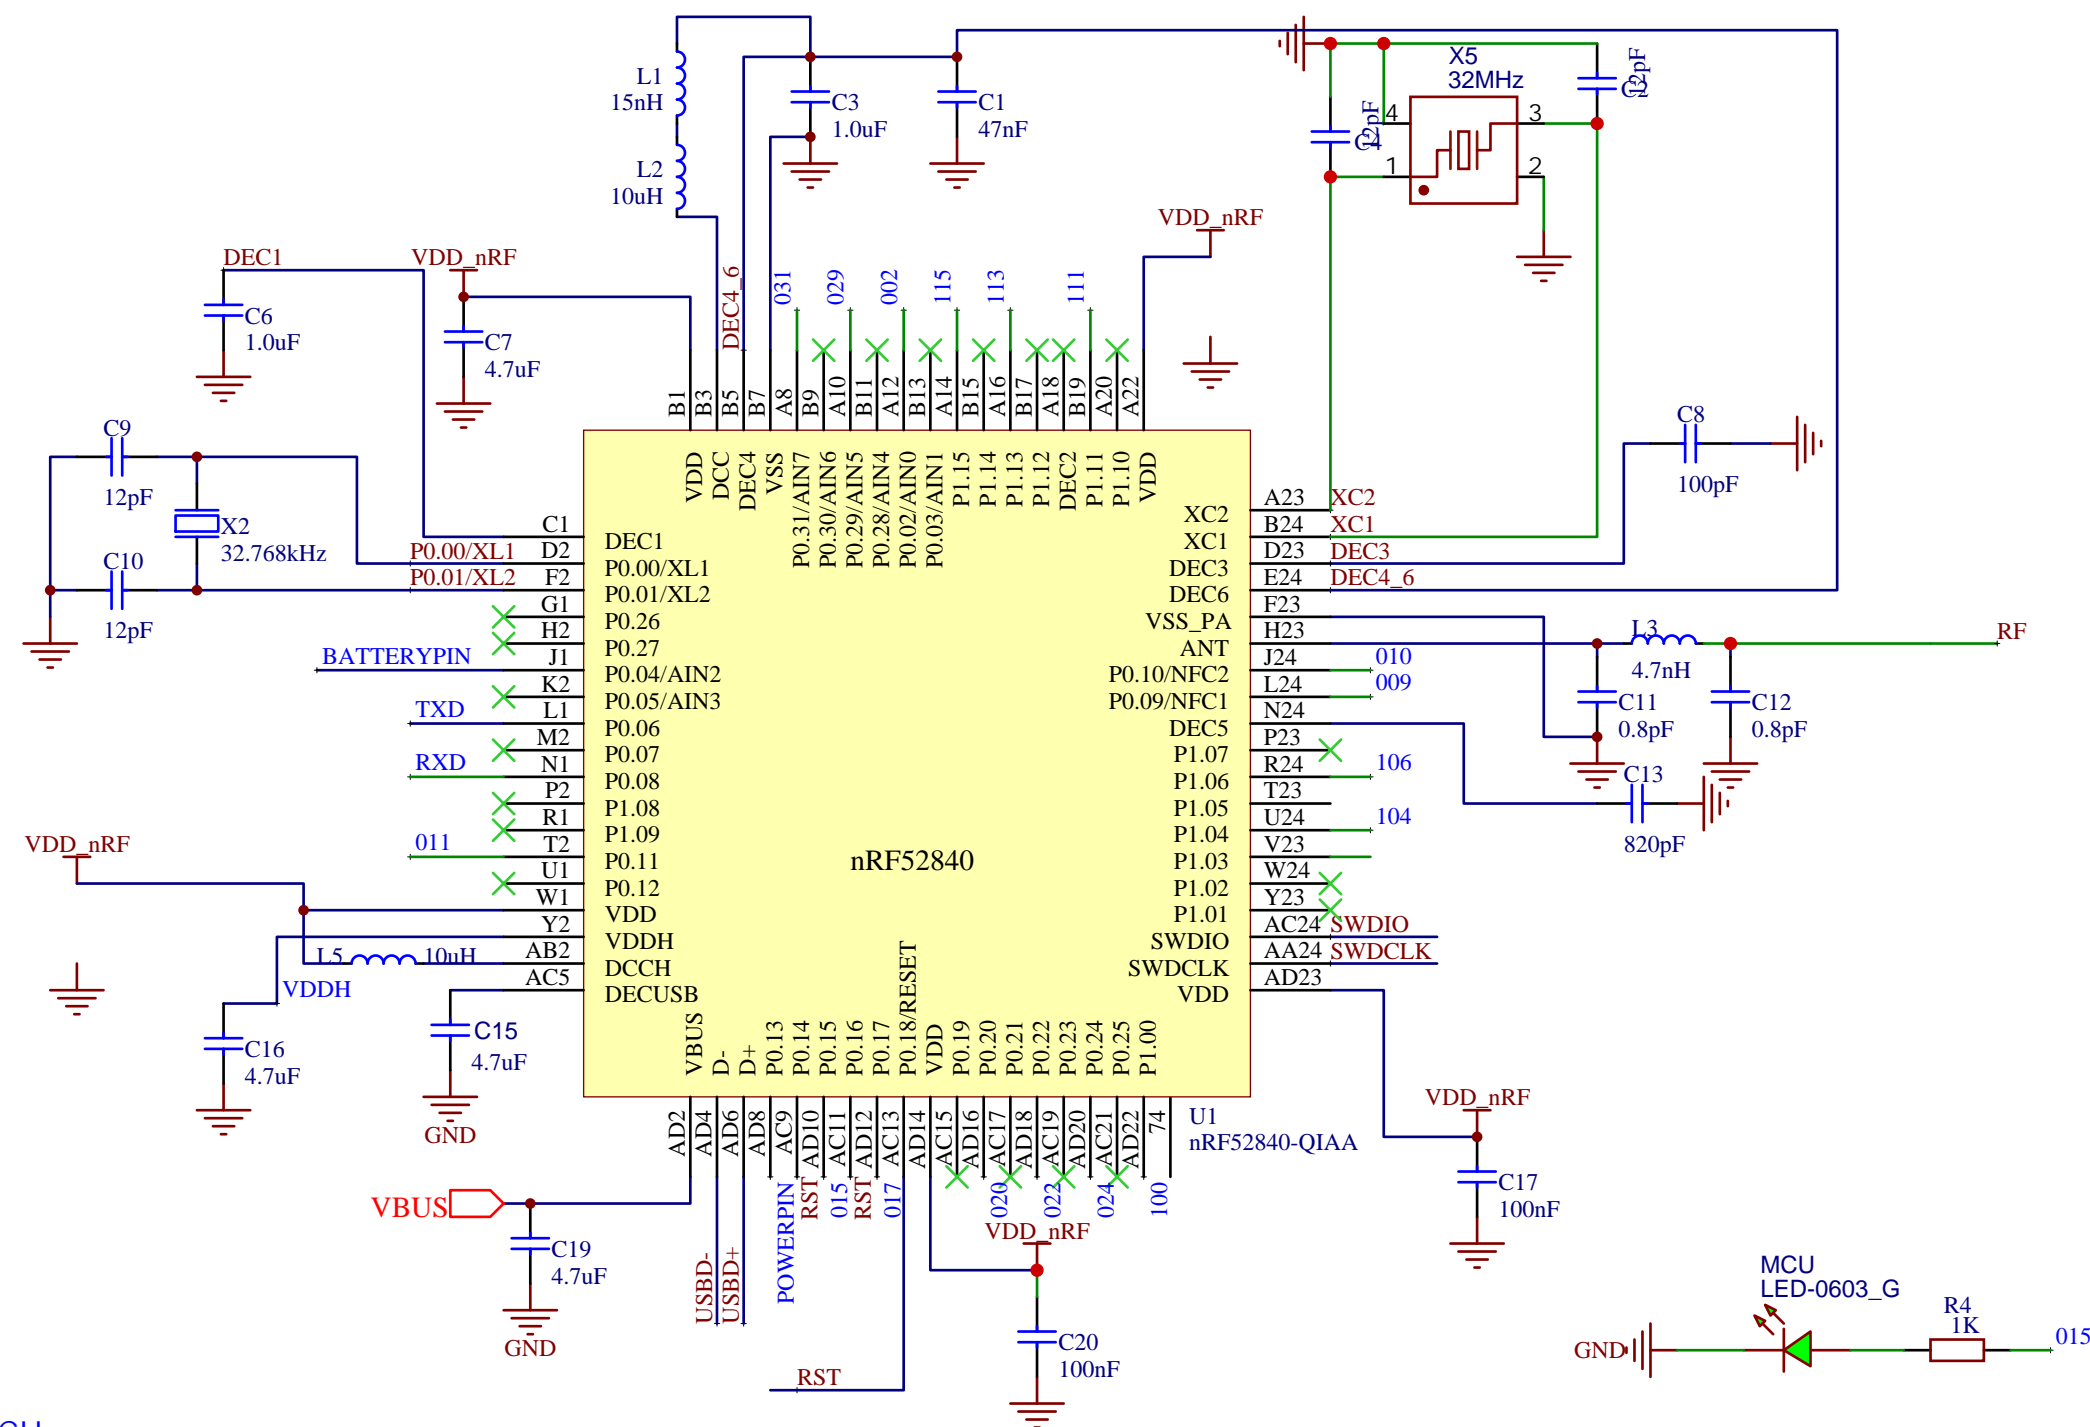 L1
15nH
L2
10uH
C3
1.0uF
C1
47nF
X5
32MHz
12pF
C2
12pF
C4
4
3
1
2
VDD_nRF
DEC1
C6
1.0uF
VDD_nRF
C7
4.7uF
DEC4_6
031
029
002
115
113
111
B1
B3
B5
B7
A8
B9
A10
B11
A12
B13
A14
B15
A16
B17
A18
B19
A20
A22
VDD
DCC
DEC4
VSS
P0.31/AIN7
P0.30/AIN6
P0.29/AIN5
P0.28/AIN4
P0.02/AIN0
P0.03/AIN1
P1.15
P1.14
P1.13
P1.12
DEC2
P1.11
P1.10
VDD
C9
12pF
X2
32.768kHz
C10
12pF
C1 DEC1
P0.00/XL1 D2 P0.00/XL1
P0.01/XL2 F2 P0.01/XL2
G1 P0.26
H2 P0.27
BATTERYPIN J1 P0.04/AIN2
K2 P0.05/AIN3
TXD L1 P0.06
M2 P0.07
RXD N1 P0.08
P2 P1.08
R1 P1.09
011 T2 P0.11
U1 P0.12
W1 VDD
Y2 VDDH
AB2 DCCH
AC5 DECUSB
VDD_nRF
L5 10uH
VDDH
C16
4.7uF
C15
4.7uF
GND
nRF52840
XC2 A23 XC2
XC1 B24 XC1
DEC3 D23 DEC3
DEC6 E24 DEC4_6
VSS_PA F23
ANT H23
P0.10/NFC2 J24 010
P0.09/NFC1 L24 009
DEC5 N24
P1.07 P23
P1.06 R24 106
P1.05 T23
P1.04 U24 104
P1.03 V23
P1.02 W24
P1.01 Y23
SWDIO AC24 SWDIO
SWDCLK AA24 SWDCLK
VDD AD23
C8
100pF
L3
4.7nH
RF
C11
0.8pF
C12
0.8pF
C13
820pF
VBUS
D-
D+
P0.13
P0.14
P0.15
P0.16
P0.17
P0.18/RESET
VDD
P0.19
P0.20
P0.21
P0.22
P0.23
P0.24
P0.25
P1.00
AD2
AD4
AD6
AD8
AC9
AD10
AC11
AD12
AC13
AD14
AC15
AD16
AC17
AD18
AC19
AD20
AC21
AD22
74
U1
nRF52840-QIAA
VBUS
C19
4.7uF
GND
USBD-
USBD+
POWERPIN
RST
015
RST
017
020
022
024
100
RST
VDD_nRF
C20
100nF
VDD_nRF
C17
100nF
MCU
LED-0603_G
GND
R4
1K
015